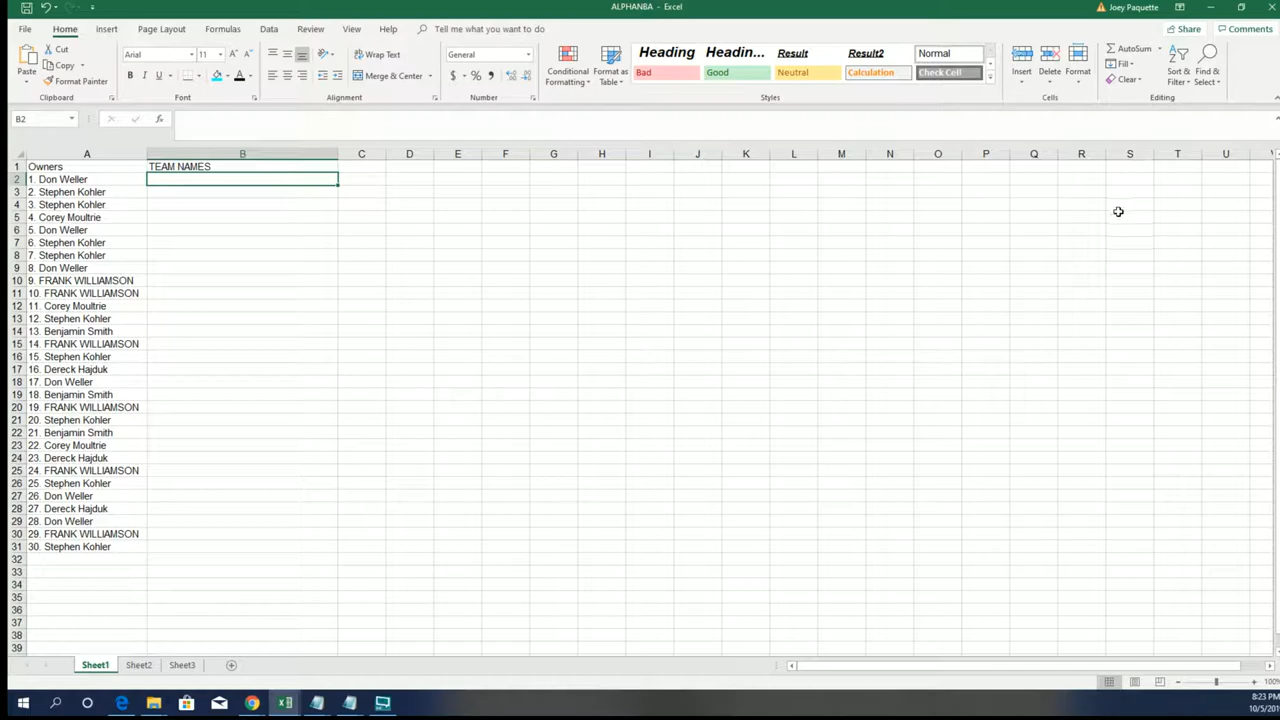 ALPHANBA - Excel
Joey Paquette
File Home Insert Page Layout Formulas Data Review View Help Tell me what you want to do Share Comments
Paste Cut Copy Format Painter Clipboard
Arial 11 B I U Font
Wrap Text Merge & Center Alignment
General $ % Number
Conditional Formatting Format as Table
Heading Headin... Result Result2 Normal
Bad Good Neutral Calculation Check Cell
Styles
Insert Delete Format Cells
AutoSum Fill Clear Sort & Filter Find & Select Editing
B2 fx
A B C D E F G H I J K L M N O P Q R S T U
1 Owners TEAM NAMES
2 1. Don Weller
3 2. Stephen Kohler
4 3. Stephen Kohler
5 4. Corey Moultrie
6 5. Don Weller
7 6. Stephen Kohler
8 7. Stephen Kohler
9 8. Don Weller
10 9. FRANK WILLIAMSON
11 10. FRANK WILLIAMSON
12 11. Corey Moultrie
13 12. Stephen Kohler
14 13. Benjamin Smith
15 14. FRANK WILLIAMSON
16 15. Stephen Kohler
17 16. Dereck Hajduk
18 17. Don Weller
19 18. Benjamin Smith
20 19. FRANK WILLIAMSON
21 20. Stephen Kohler
22 21. Benjamin Smith
23 22. Corey Moultrie
24 23. Dereck Hajduk
25 24. FRANK WILLIAMSON
26 25. Stephen Kohler
27 26. Don Weller
28 27. Dereck Hajduk
29 28. Don Weller
30 29. FRANK WILLIAMSON
31 30. Stephen Kohler
32
33
34
35
36
37
38
39
Sheet1 Sheet2 Sheet3
100%
8:23 PM
10/5/201